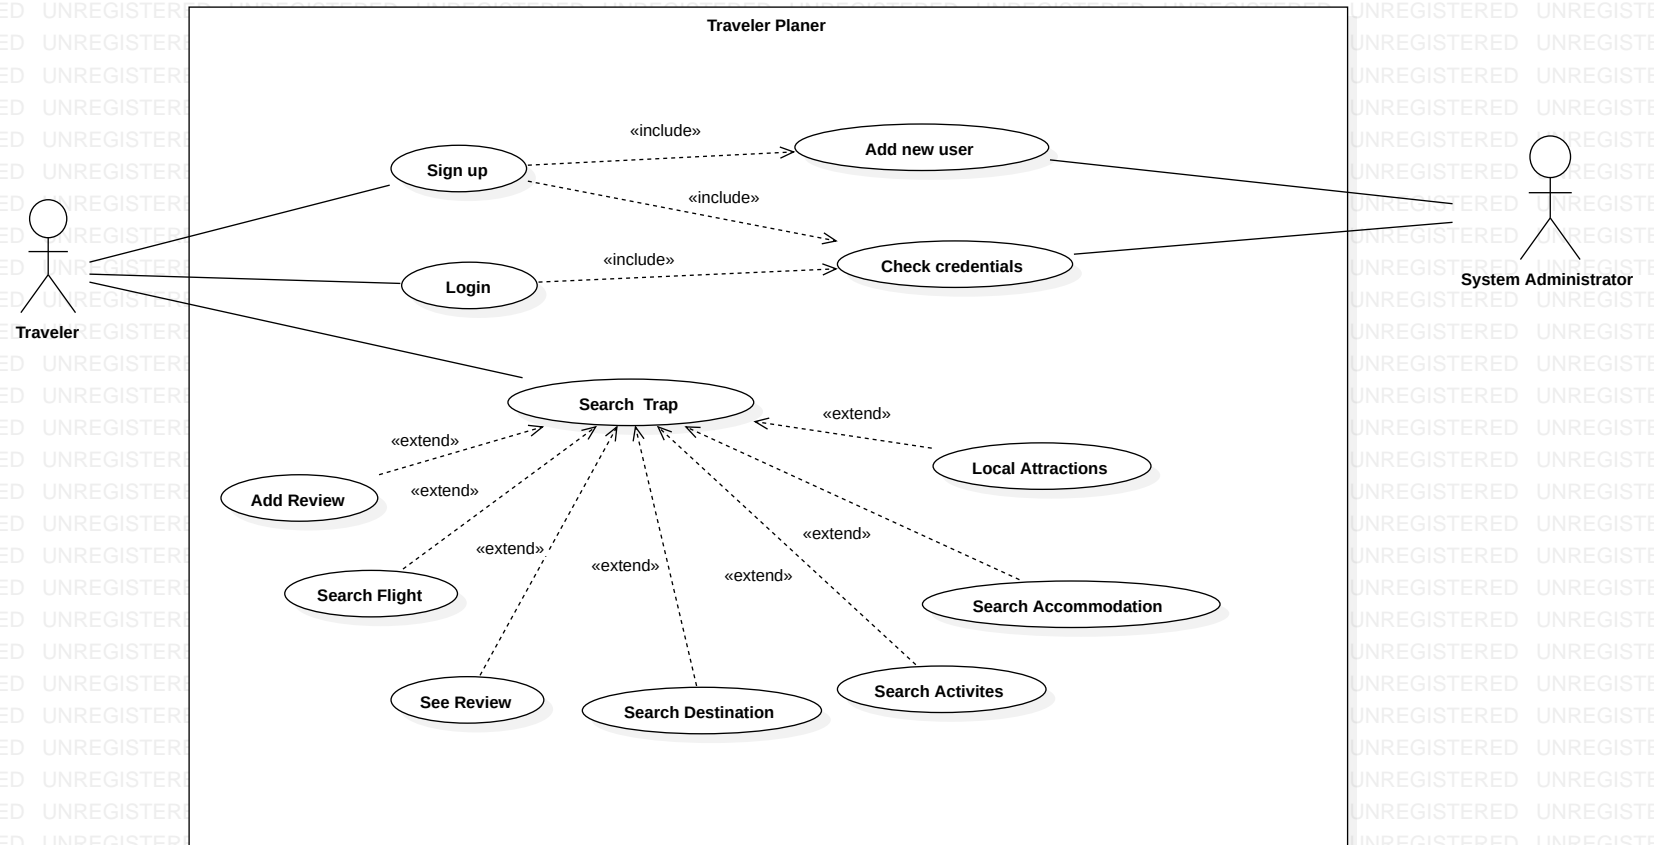 Traveler Planer
«include»
Add new user
Sign up
«include»
«include»
Check credentials
System Administrator
Login
Traveler
Search  Trap
«extend»
«extend»
Local Attractions
Add Review
«extend»
«extend»
«extend»
«extend»
«extend»
Search Flight
Search Accommodation
See Review
Search Destination
Search Activites
UNREGISTERED